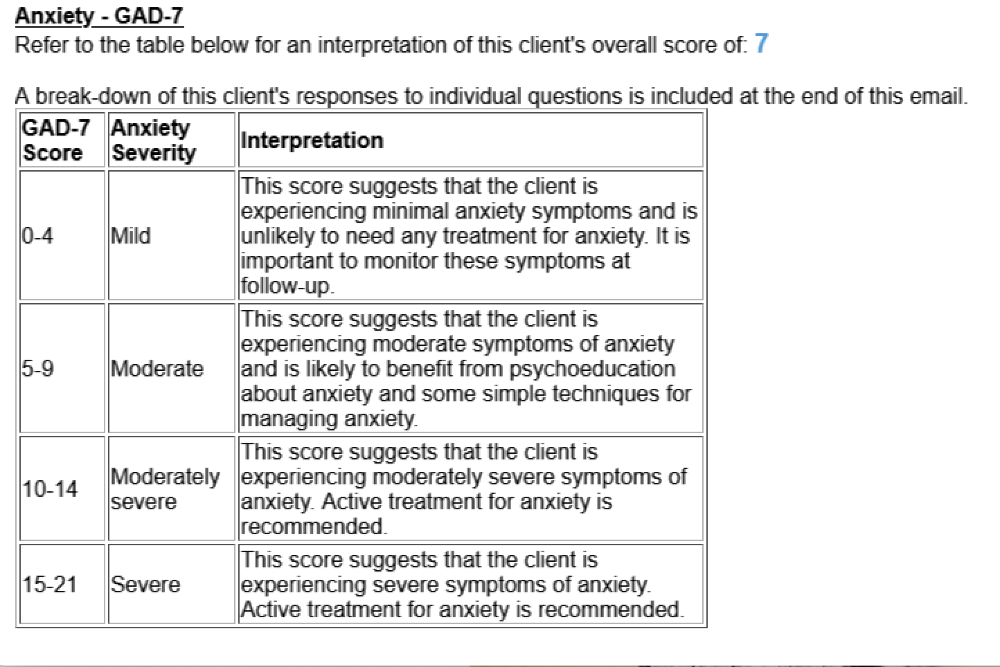 Anxiety - GAD-7
Refer to the table below for an interpretation of this client's overall score of: 7
A break-down of this client's responses to individual questions is included at the end of this email.
GAD-7
Score
Anxiety
Severity
Interpretation
0-4
Mild
This score suggests that the client is
experiencing minimal anxiety symptoms and is
unlikely to need any treatment for anxiety. It is
important to monitor these symptoms at
follow-up.
5-9
Moderate
This score suggests that the client is
experiencing moderate symptoms of anxiety
and is likely to benefit from psychoeducation
about anxiety and some simple techniques for
managing anxiety.
10-14
Moderately
severe
This score suggests that the client is
experiencing moderately severe symptoms of
anxiety. Active treatment for anxiety is
recommended.
15-21
Severe
This score suggests that the client is
experiencing severe symptoms of anxiety.
Active treatment for anxiety is recommended.